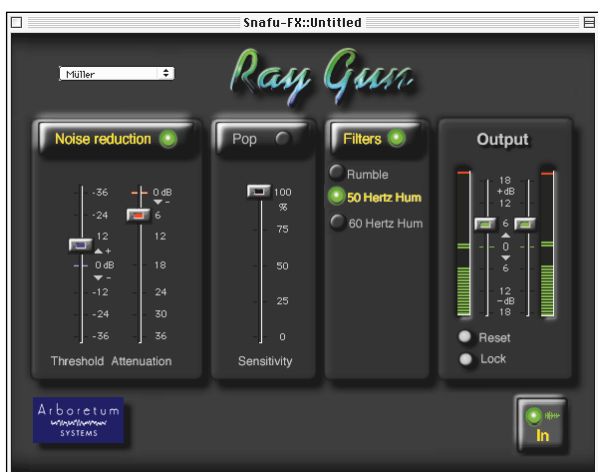 Snafu-FX::Untitled
Müller
Ray Gun
Noise reduction
Pop
Filters
Output
Rumble
50 Hertz Hum
60 Hertz Hum
-36
-24
12
+
0 dB
-
-12
-24
-36
0 dB
-
6
12
18
24
30
36
Threshold Attenuation
100
%
75
50
25
0
Sensitivity
18
+dB
12
6
0
6
12
-dB
18
Reset
Lock
Arboretum
SYSTEMS
In